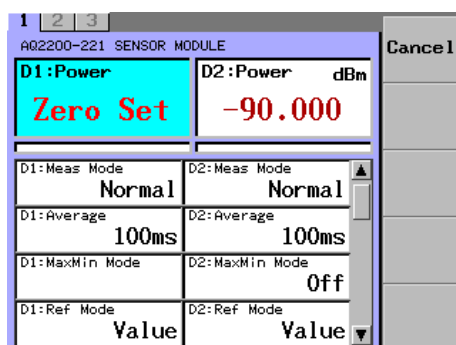 1 2 3
AQ2200-221 SENSOR MODULE
Cancel
D1:Power D2:Power dBm
Zero Set -90.000
D1:Meas Mode D2:Meas Mode
Normal Normal
D1:Average D2:Average
100ms 100ms
D1:MaxMin Mode D2:MaxMin Mode
Off
D1:Ref Mode D2:Ref Mode
Value Value